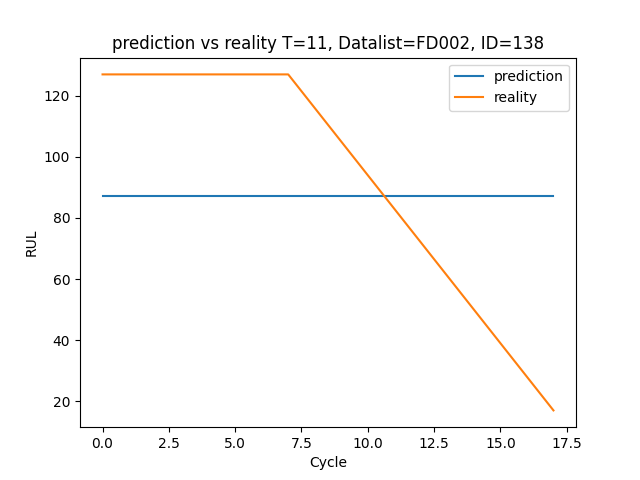 prediction vs reality T=11, Datalist=FD002, ID=138
prediction
reality
120
100
80
60
40
20
RUL
0.0 2.5 5.0 7.5 10.0 12.5 15.0 17.5
Cycle